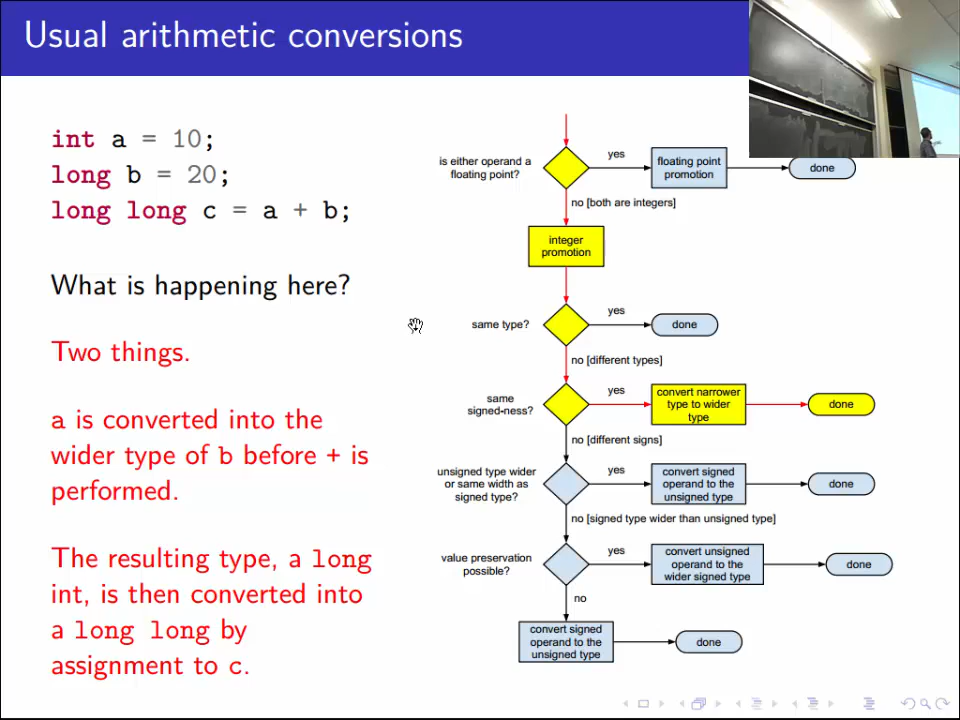 Usual arithmetic conversions
int a = 10;
long b = 20;
long long c = a + b;
What is happening here?
Two things.
a is converted into the
wider type of b before + is
performed.
The resulting type, a long
int, is then converted into
a long long by
assignment to c.
is either operand a
floating point?
yes
floating point
promotion
done
no [both are integers]
integer
promotion
same type?
yes
done
no [different types]
same
signed-ness?
yes
convert narrower
type to wider
type
done
no [different signs]
unsigned type wider
or same width as
signed type?
yes
convert signed
operand to the
unsigned type
done
no [signed type wider than unsigned type]
value preservation
possible?
yes
convert unsigned
operand to the
wider signed type
done
no
convert signed
operand to the
unsigned type
done